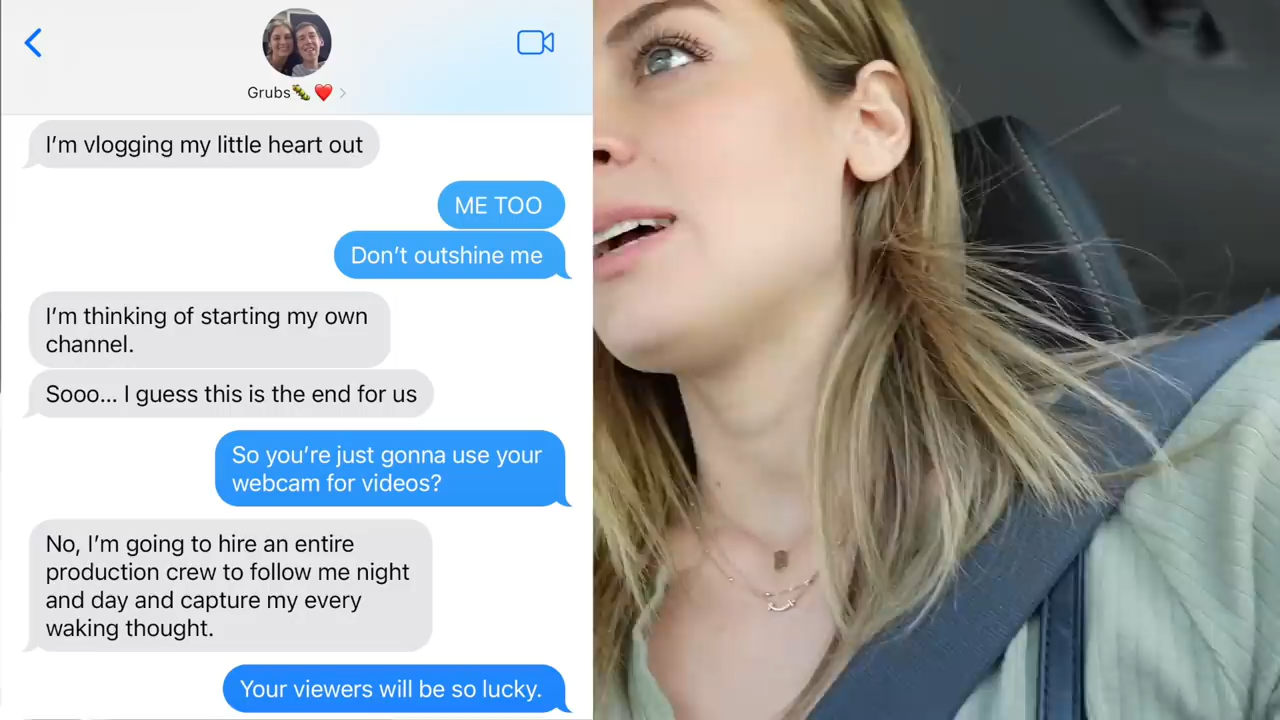 Grubs🐛❤️
I’m vlogging my little heart out
ME TOO
Don’t outshine me
I’m thinking of starting my own
channel.
Sooo... I guess this is the end for us
So you’re just gonna use your
webcam for videos?
No, I’m going to hire an entire
production crew to follow me night
and day and capture my every
waking thought.
Your viewers will be so lucky.